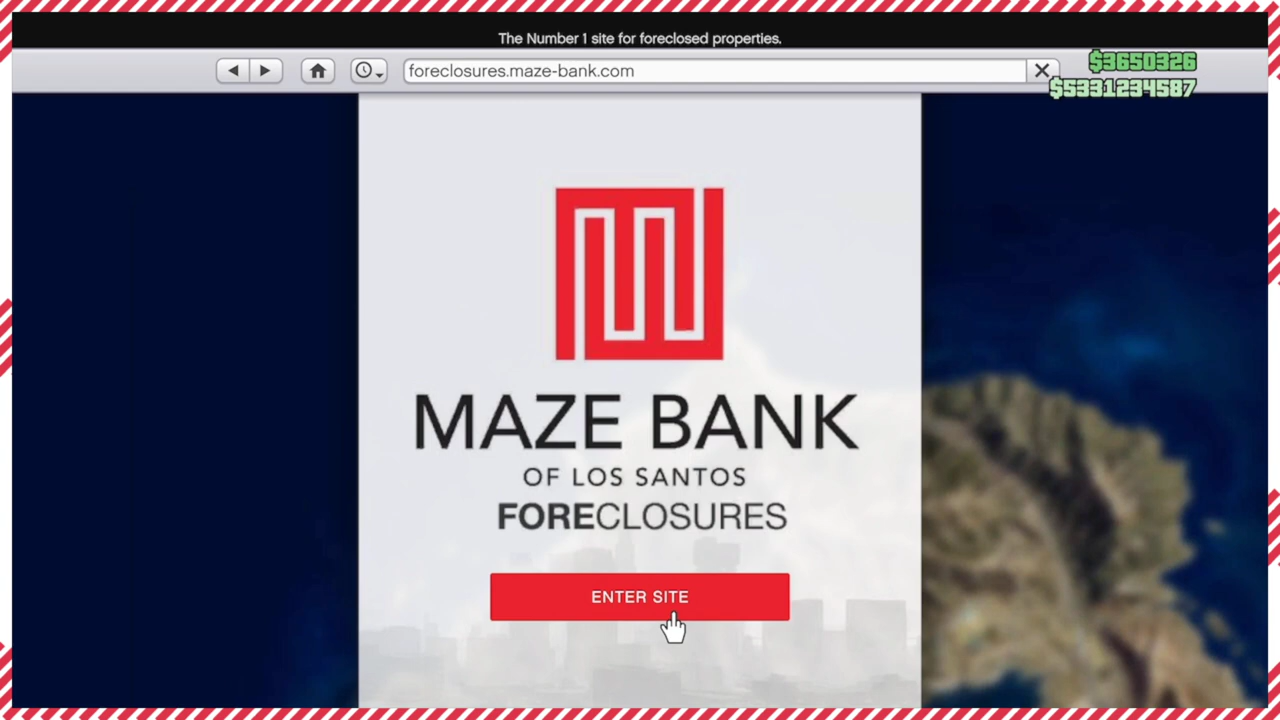 The Number 1 site for foreclosed properties.
foreclosures.maze-bank.com
$3650326
$5331234587
MAZE BANK
OF LOS SANTOS
FORECLOSURES
ENTER SITE